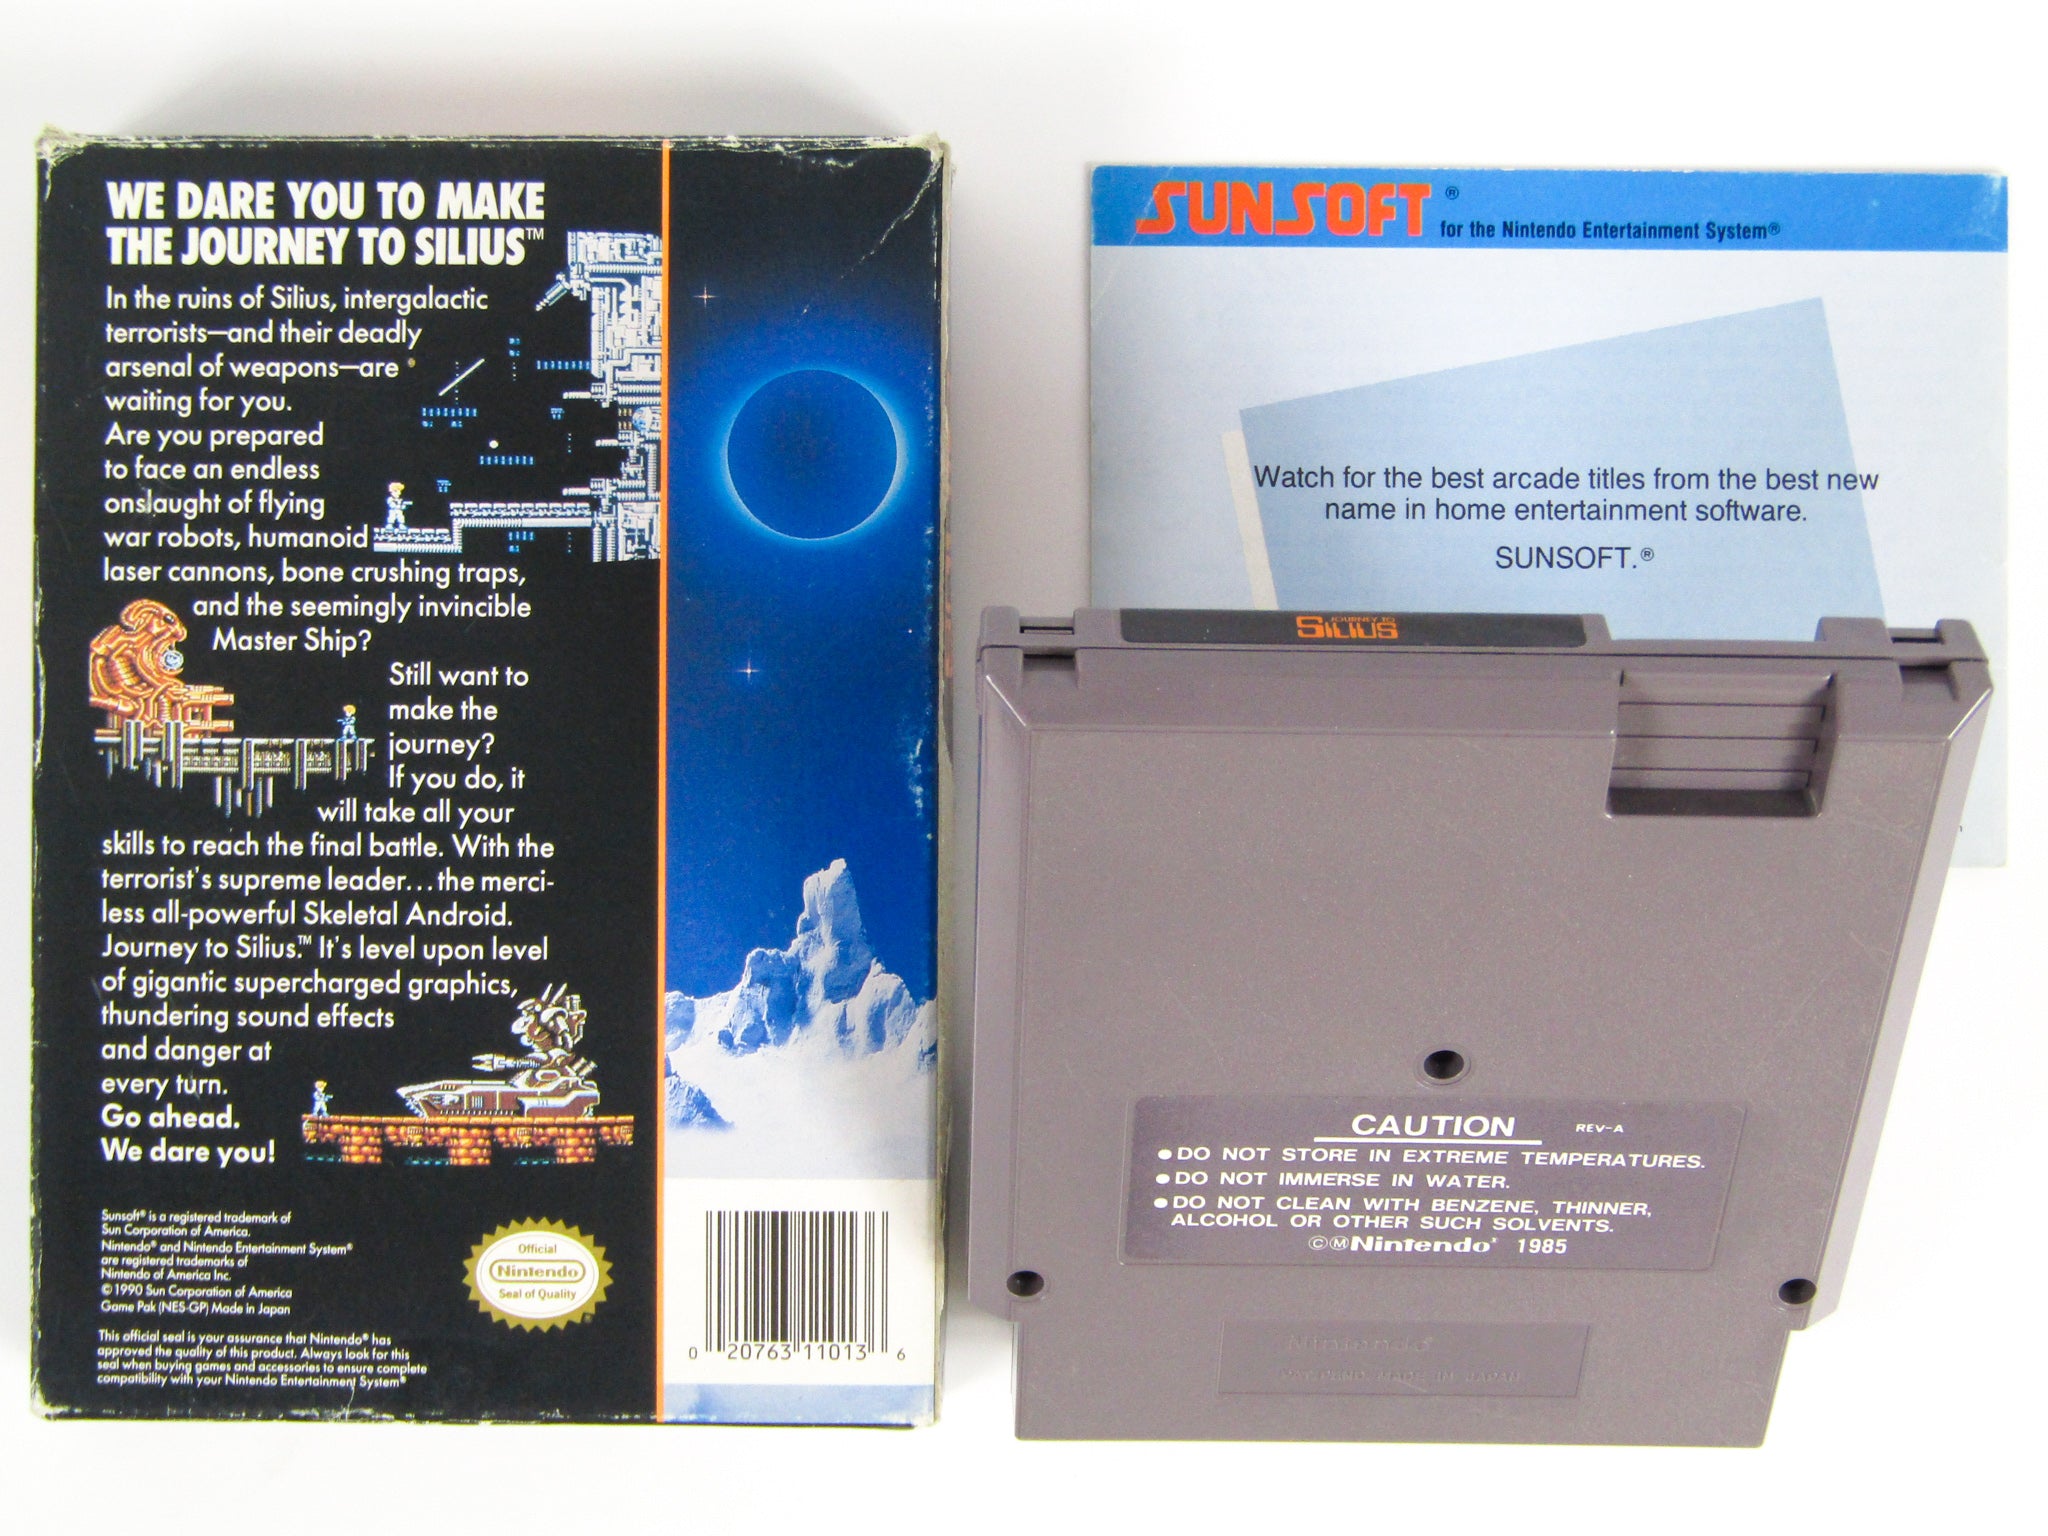 WE DARE YOU TO MAKE
THE JOURNEY TO SILIUS™
In the ruins of Silius, intergalactic
terrorists—and their deadly
arsenal of weapons—are
waiting for you.
Are you prepared
to face an endless
onslaught of flying
war robots, humanoid
laser cannons, bone crushing traps,
and the seemingly invincible
Master Ship?
Still want to
make the
journey?
If you do, it
will take all your
skills to reach the final battle. With the
terrorist's supreme leader...the merci-
less all-powerful Skeletal Android.
Journey to Silius.™ It's level upon level
of gigantic supercharged graphics,
thundering sound effects
and danger at
every turn.
Go ahead.
We dare you!
Sunsoft® is a registered trademark of
Sun Corporation of America.
Nintendo® and Nintendo Entertainment System®
are registered trademarks of
Nintendo of America Inc.
©1990 Sun Corporation of America
Game Pak (NES-GP) Made in Japan
This official seal is your assurance that Nintendo® has
approved the quality of this product. Always look for this
seal when buying games and accessories to ensure complete
compatibility with your Nintendo Entertainment System®
Official
Nintendo
Seal of Quality
0 20763 11013 6
SUNSOFT® for the Nintendo Entertainment System®
Watch for the best arcade titles from the best new
name in home entertainment software.
SUNSOFT.®
JOURNEY TO
SILIUS
CAUTION REV-A
●DO NOT STORE IN EXTREME TEMPERATURES.
●DO NOT IMMERSE IN WATER.
●DO NOT CLEAN WITH BENZENE, THINNER,
ALCOHOL OR OTHER SUCH SOLVENTS.
©ⓂNintendo® 1985
Nintendo®
PAT. PEND. MADE IN JAPAN